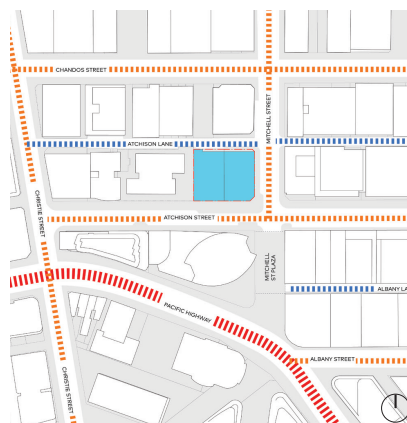 CHANDOS STREET
MITCHELL STREET
ATCHISON LANE
CHRISTIE STREET
ATCHISON STREET
MITCHELL
ST PLAZA
ALBANY LA
PACIFIC HIGHWAY
ALBANY STREET
CHRISTIE STREET